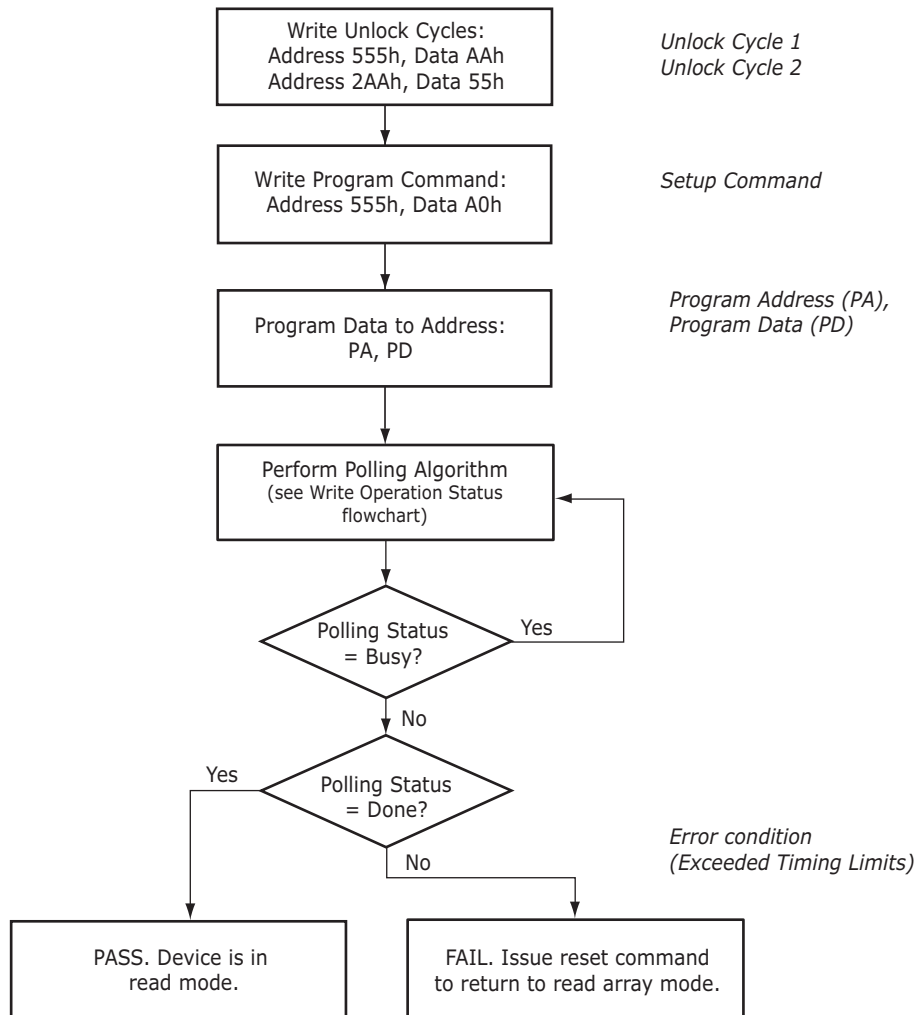 Write Unlock Cycles:
Address 555h, Data AAh
Address 2AAh, Data 55h
Unlock Cycle 1
Unlock Cycle 2
Write Program Command:
Address 555h, Data A0h
Setup Command
Program Data to Address:
PA, PD
Program Address (PA),
Program Data (PD)
Perform Polling Algorithm
(see Write Operation Status
flowchart)
Polling Status
= Busy?
Yes
No
Polling Status
= Done?
Yes
No
Error condition
(Exceeded Timing Limits)
PASS. Device is in
read mode.
FAIL. Issue reset command
to return to read array mode.